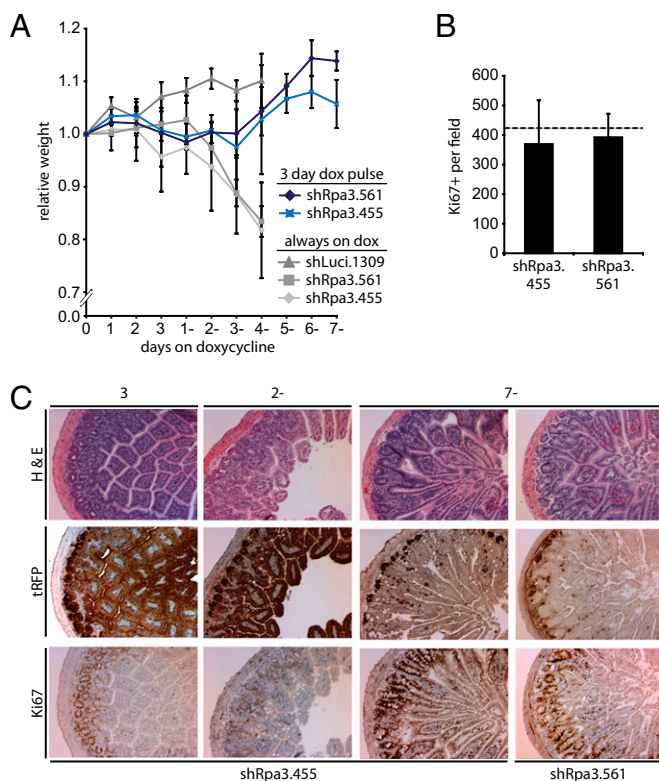 A
relative weight
1.2
1.1
1.0
0.9
0.8
0.7
0.0
0 1 2 3 1- 2- 3- 4- 5- 6- 7-
days on doxycycline
3 day dox pulse
shRpa3.561
shRpa3.455
always on dox
shLuci.1309
shRpa3.561
shRpa3.455
B
Ki67+ per field
600
500
400
300
200
100
0
shRpa3.
455
shRpa3.
561
C
3 2- 7-
H & E
tRFP
Ki67
shRpa3.455 shRpa3.561